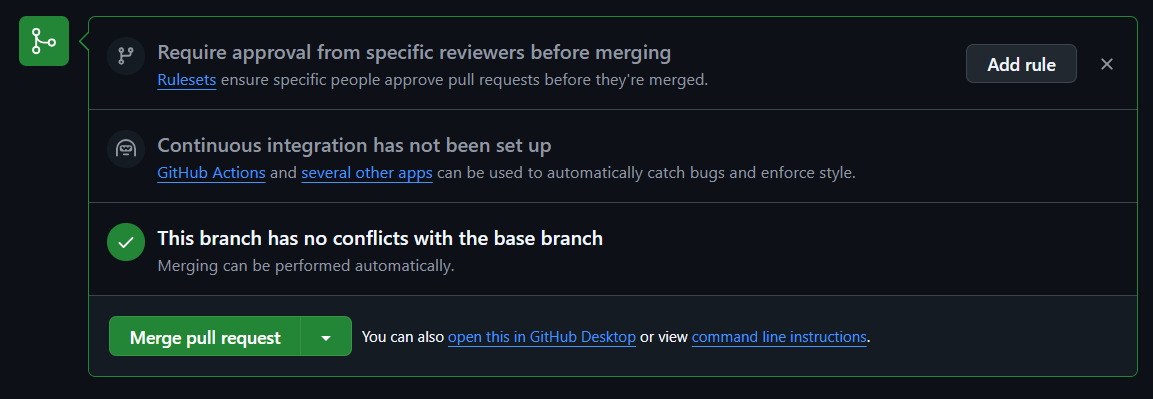 Require approval from specific reviewers before merging
Rulesets ensure specific people approve pull requests before they're merged.
Add rule
Continuous integration has not been set up
GitHub Actions and several other apps can be used to automatically catch bugs and enforce style.
This branch has no conflicts with the base branch
Merging can be performed automatically.
Merge pull request
You can also open this in GitHub Desktop or view command line instructions.